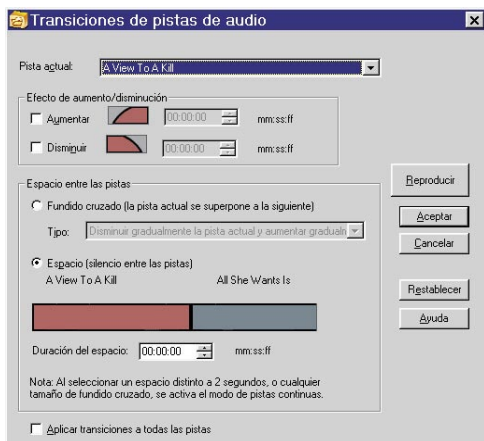 Transiciones de pistas de audio
Pista actual: A View To A Kill
Efecto de aumento/disminución
Aumentar 00:00:00 mm:ss:ff
Disminuir 00:00:00 mm:ss:ff
Espacio entre las pistas
Fundido cruzado (la pista actual se superpone a la siguiente)
Tipo: Disminuir gradualmente la pista actual y aumentar gradualn
Espacio (silencio entre las pistas)
A View To A Kill All She Wants Is
Duración del espacio: 00:00:00 mm:ss:ff
Nota: Al seleccionar un espacio distinto a 2 segundos, o cualquier
tamaño de fundido cruzado, se activa el modo de pistas continuas.
Aplicar transiciones a todas las pistas
Reproducir
Aceptar
Cancelar
Restablecer
Ayuda